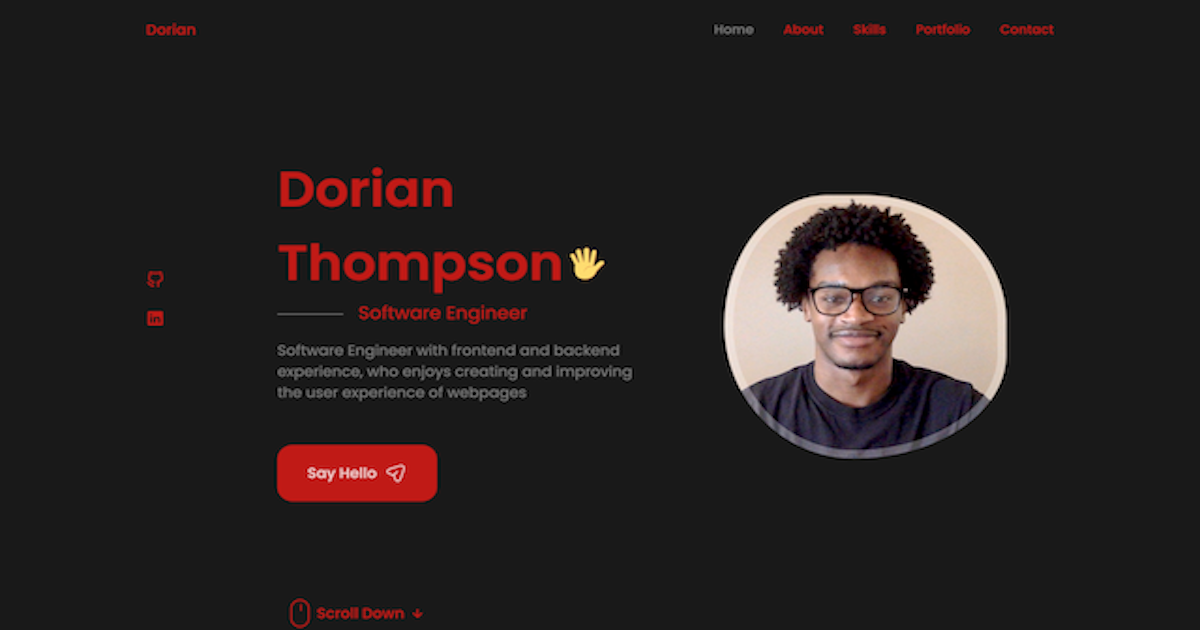 Dorian
Home About Skills Portfolio Contact
Dorian
Thompson
Software Engineer
Software Engineer with frontend and backend
experience, who enjoys creating and improving
the user experience of webpages
Say Hello
Scroll Down
in